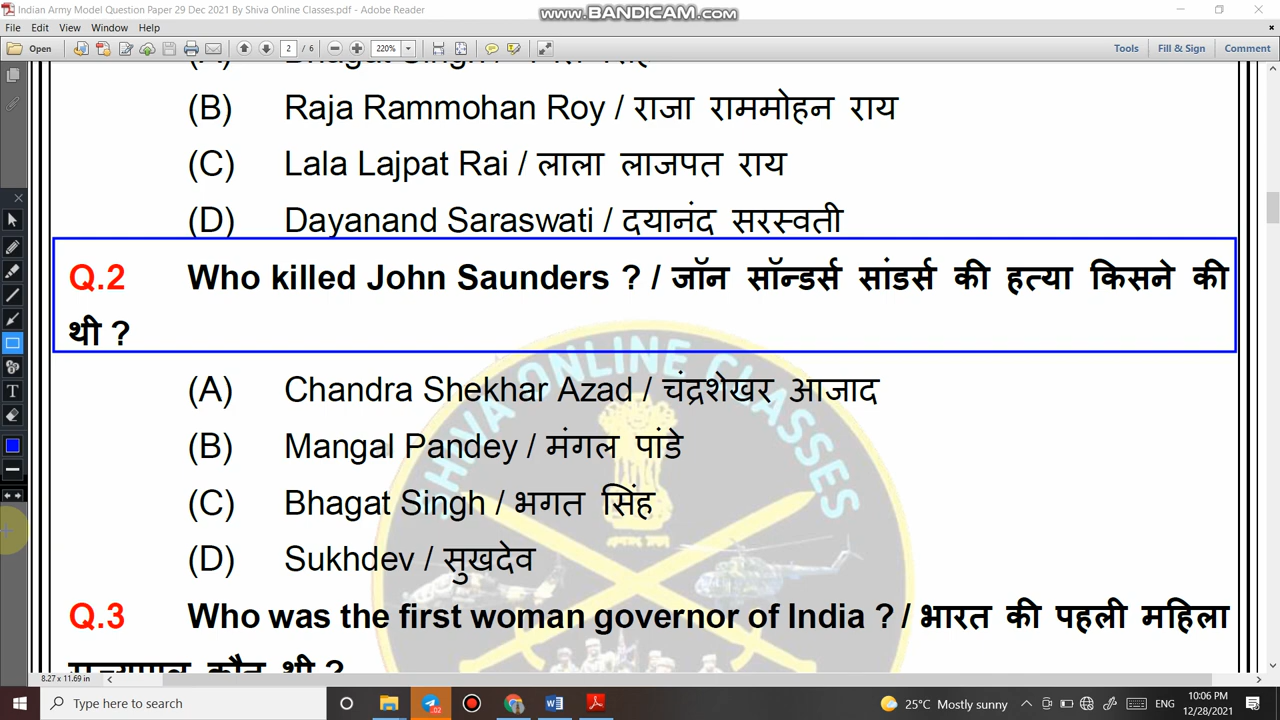 Indian Army Model Question Paper 29 Dec 2021 By Shiva Online Classes.pdf - Adobe Reader
www.BANDICAM.com
File Edit View Window Help
Open 2 / 6 220% Tools Fill & Sign Comment
(B) Raja Rammohan Roy / राजा राममोहन राय
(C) Lala Lajpat Rai / लाला लाजपत राय
(D) Dayanand Saraswati / दयानंद सरस्वती
Q.2 Who killed John Saunders ? / जॉन सॉन्डर्स सांडर्स की हत्या किसने की
थी ?
(A) Chandra Shekhar Azad / चंद्रशेखर आजाद
(B) Mangal Pandey / मंगल पांडे
(C) Bhagat Singh / भगत सिंह
(D) Sukhdev / सुखदेव
Q.3 Who was the first woman governor of India ? / भारत की पहली महिला
SHIVA ONLINE CLASSES
8.27 x 11.69 in
Type here to search
25°C Mostly sunny
ENG
10:06 PM
12/28/2021